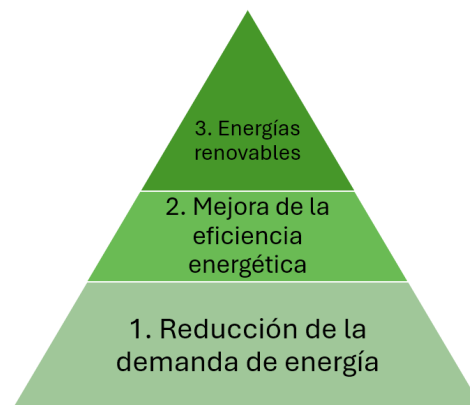 3. Energías
renovables
2. Mejora de la
eficiencia
energética
1. Reducción de la
demanda de energía